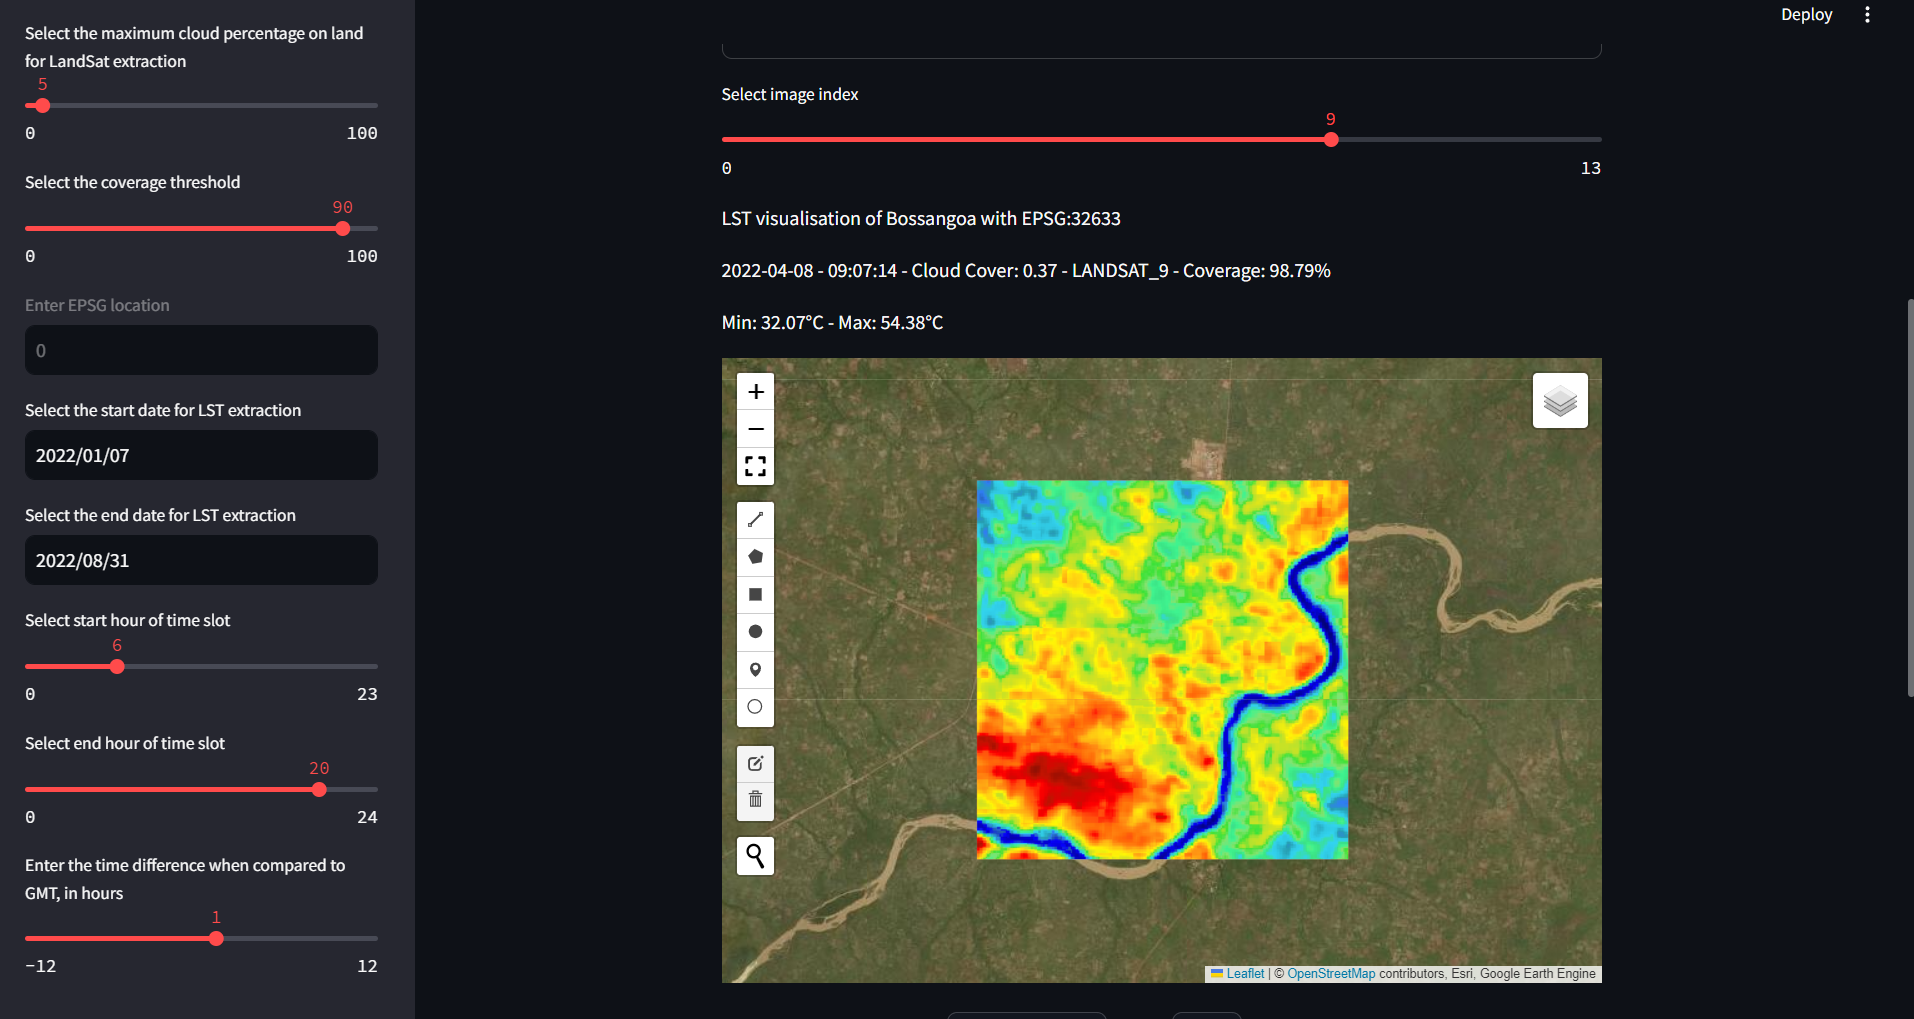 Select the maximum cloud percentage on land
for LandSat extraction
5
0 100
Select the coverage threshold
90
0 100
Enter EPSG location
0
Select the start date for LST extraction
2022/01/07
Select the end date for LST extraction
2022/08/31
Select start hour of time slot
6
0 23
Select end hour of time slot
20
0 24
Enter the time difference when compared to
GMT, in hours
1
−12 12
Deploy
Select image index
9
0 13
LST visualisation of Bossangoa with EPSG:32633
2022-04-08 - 09:07:14 - Cloud Cover: 0.37 - LANDSAT_9 - Coverage: 98.79%
Min: 32.07°C - Max: 54.38°C
+
−
Leaflet | © OpenStreetMap contributors, Esri, Google Earth Engine